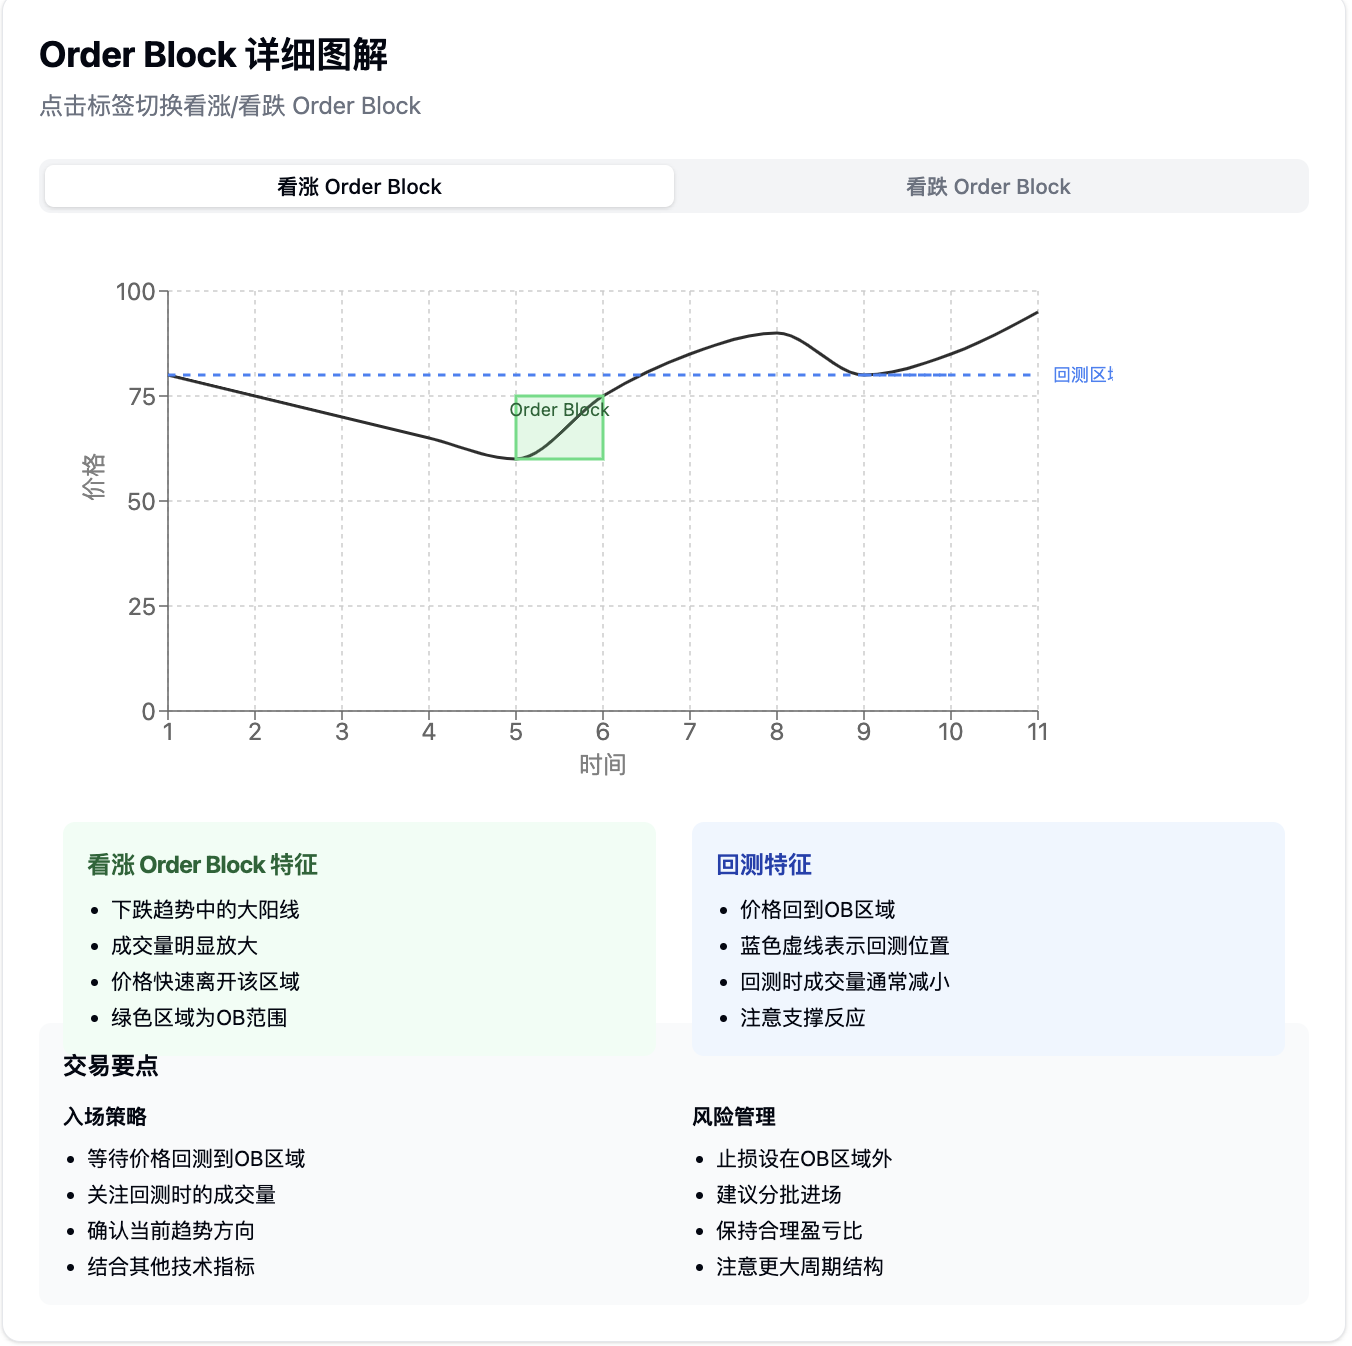 Order Block 详细图解
点击标签切换看涨/看跌 Order Block
看涨 Order Block
看跌 Order Block
100
75
50
25
0
价格
Order Block
回测区
1 2 3 4 5 6 7 8 9 10 11
时间
看涨 Order Block 特征
• 下跌趋势中的大阳线
• 成交量明显放大
• 价格快速离开该区域
• 绿色区域为OB范围
回测特征
• 价格回到OB区域
• 蓝色虚线表示回测位置
• 回测时成交量通常减小
• 注意支撑反应
交易要点
入场策略
• 等待价格回测到OB区域
• 关注回测时的成交量
• 确认当前趋势方向
• 结合其他技术指标
风险管理
• 止损设在OB区域外
• 建议分批进场
• 保持合理盈亏比
• 注意更大周期结构